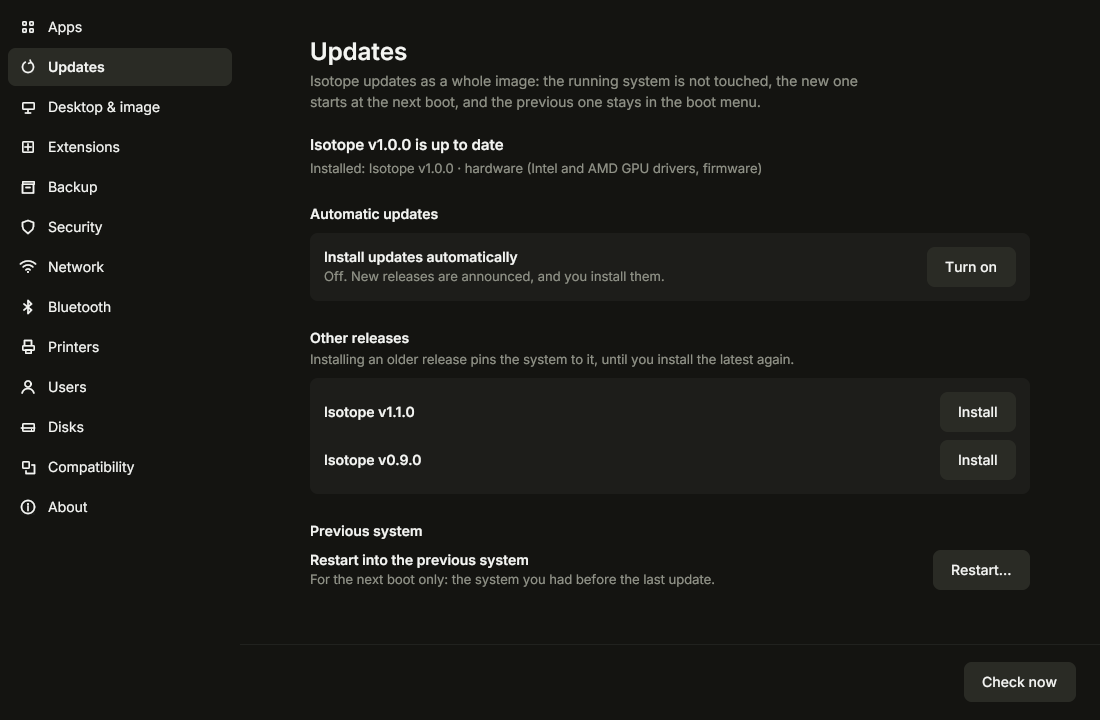 Apps
Updates
Desktop & image
Extensions
Backup
Security
Network
Bluetooth
Printers
Users
Disks
Compatibility
About
Updates
Isotope updates as a whole image: the running system is not touched, the new one
starts at the next boot, and the previous one stays in the boot menu.
Isotope v1.0.0 is up to date
Installed: Isotope v1.0.0 · hardware (Intel and AMD GPU drivers, firmware)
Automatic updates
Install updates automatically
Off. New releases are announced, and you install them.
Turn on
Other releases
Installing an older release pins the system to it, until you install the latest again.
Isotope v1.1.0
Install
Isotope v0.9.0
Install
Previous system
Restart into the previous system
For the next boot only: the system you had before the last update.
Restart...
Check now